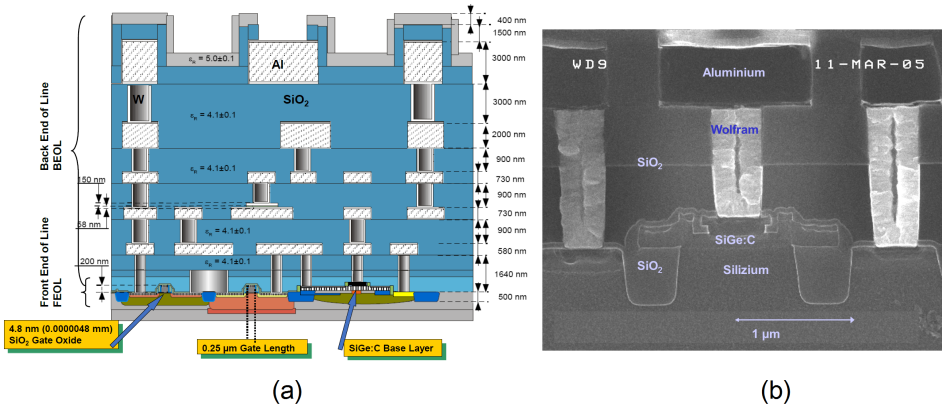 400 nm
1500 nm
3000 nm
3000 nm
2000 nm
900 nm
730 nm
900 nm
730 nm
900 nm
580 nm
1640 nm
500 nm
Back End of Line
BEOL
Front End of Line
FEOL
150 nm
58 nm
200 nm
εR = 5.0±0.1
Al
W
SiO2
εR = 4.1±0.1
εR = 4.1±0.1
εR = 4.1±0.1
εR = 4.1±0.1
4.8 nm (0.0000048 mm)
SiO2 Gate Oxide
0.25 µm Gate Length
SiGe:C Base Layer
(a)
WD9
11-MAR-05
Aluminium
Wolfram
SiO2
SiGe:C
SiO2
Silizium
1 µm
(b)